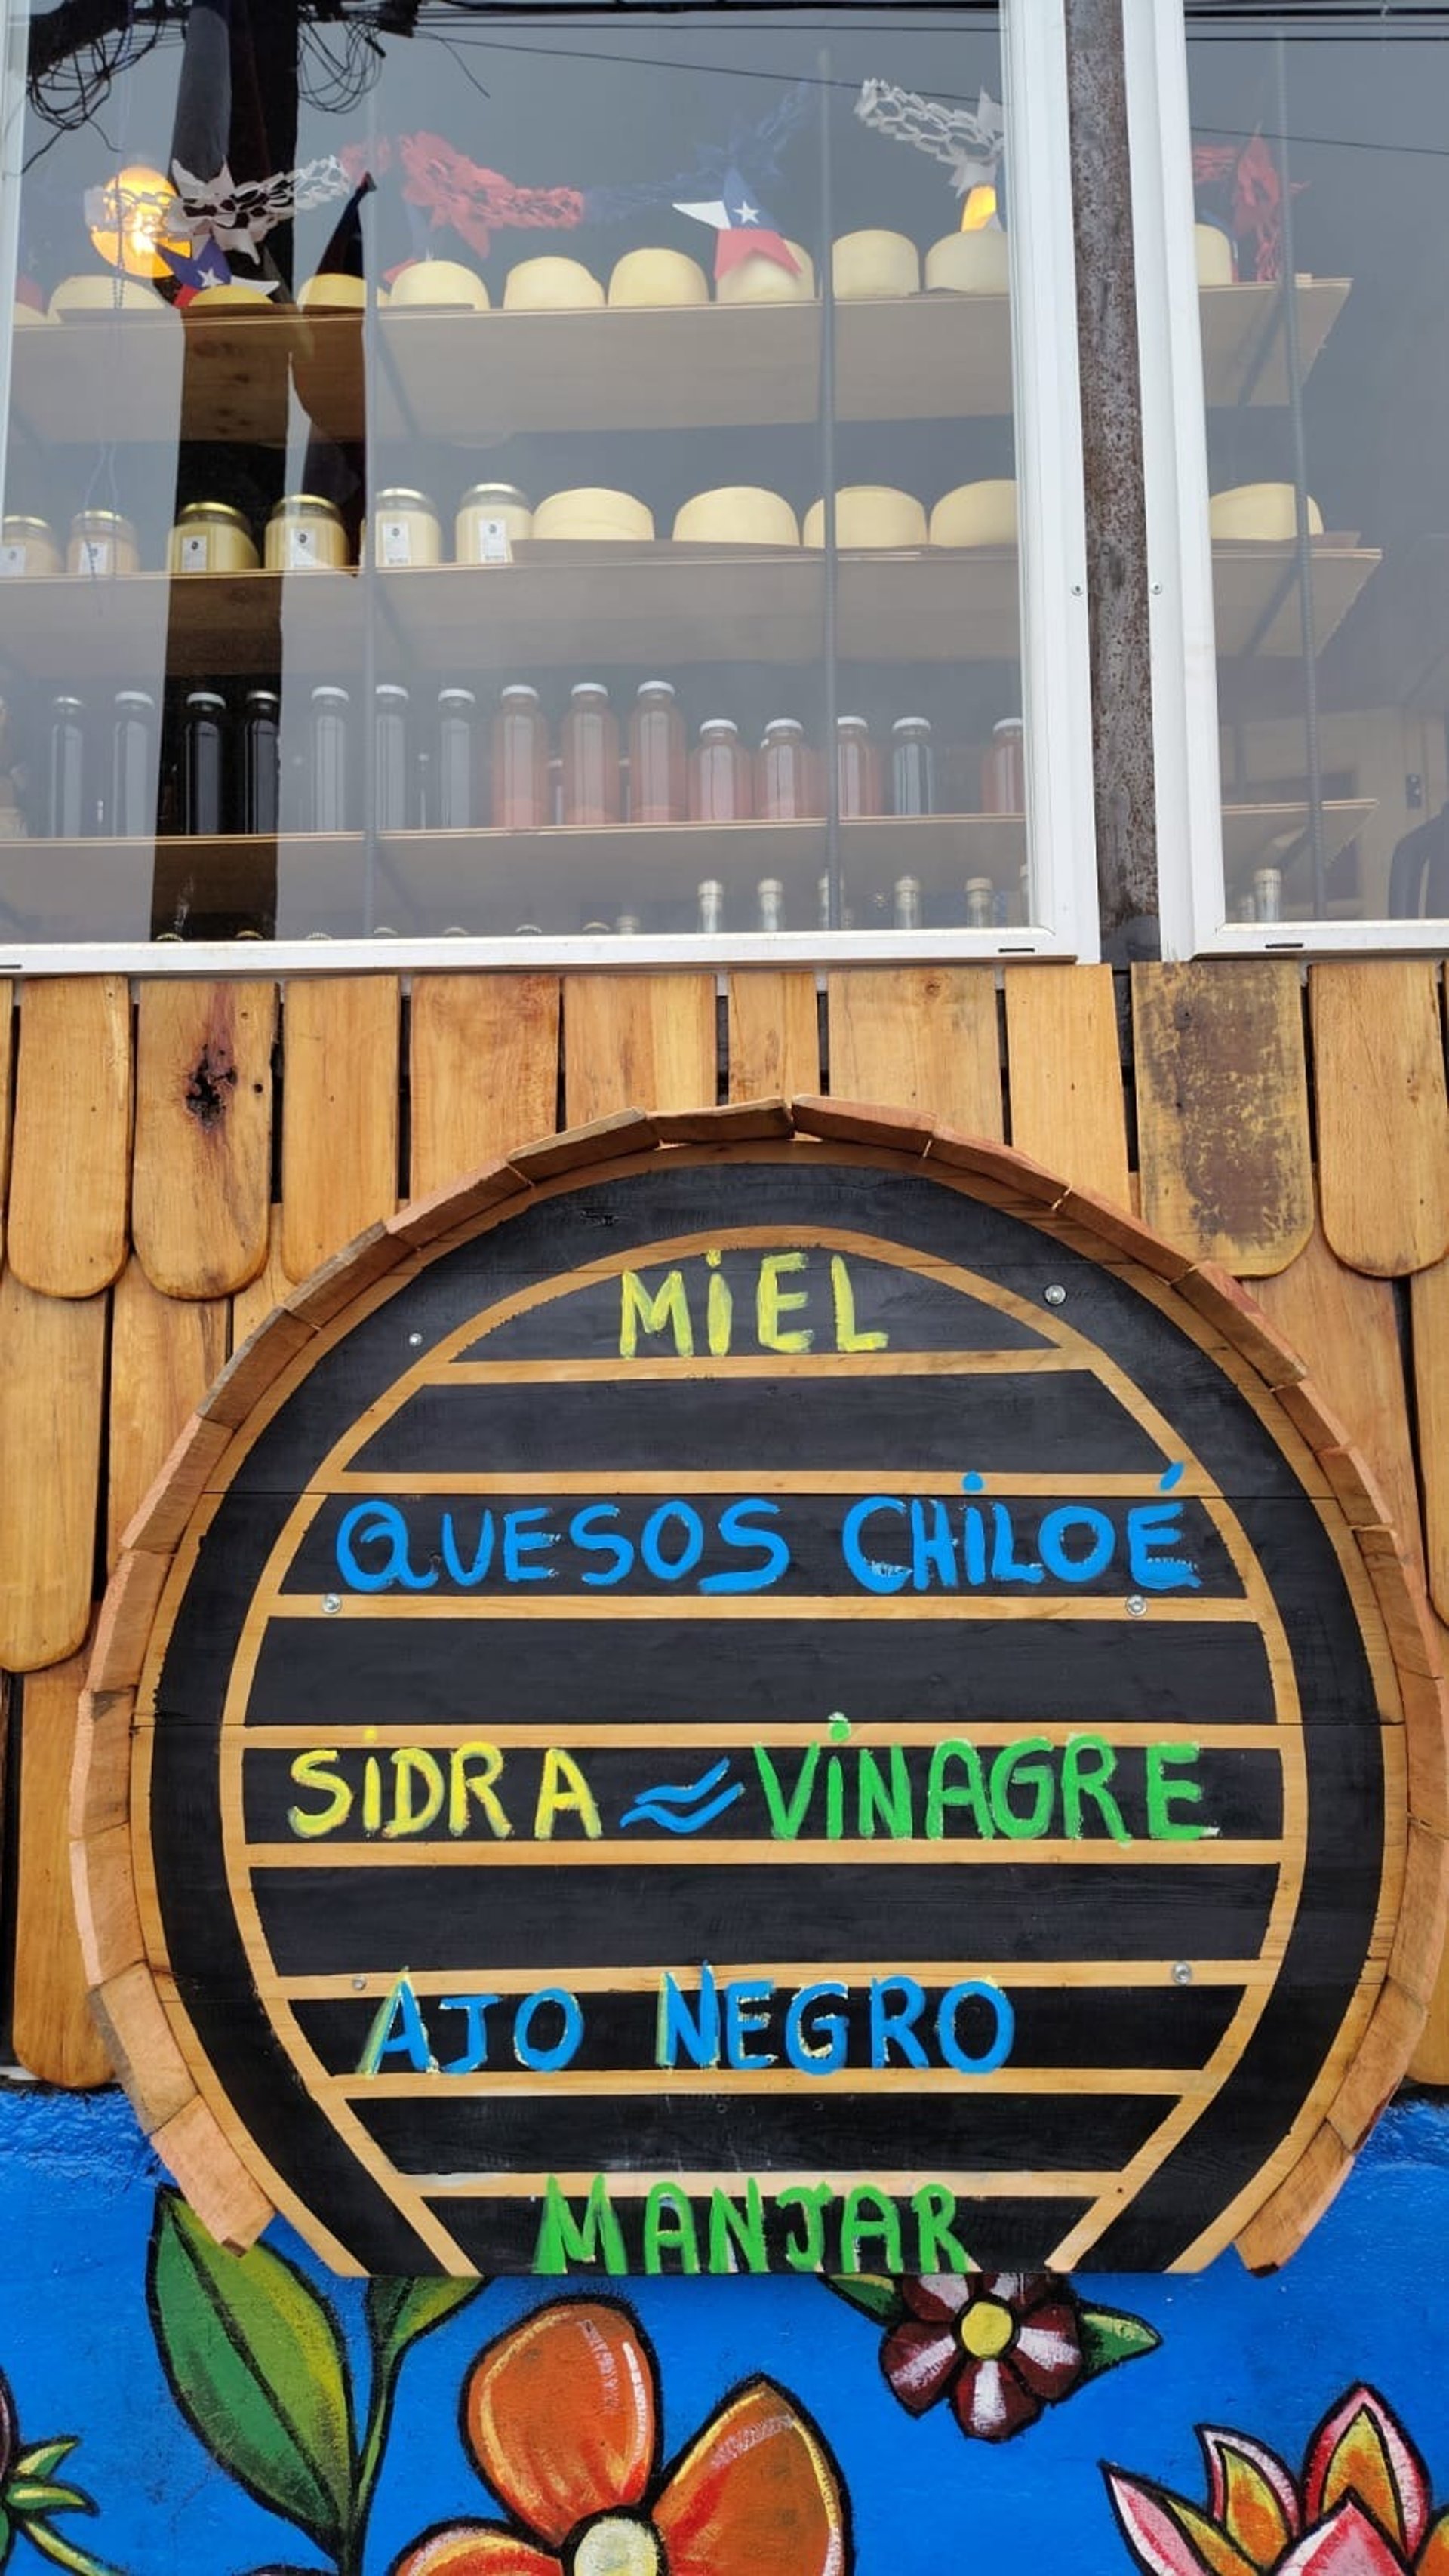 MiEL
QUESOS CHiLOÉ
SiDRA ≈ ViNAGRE
AJO NEGRO
MANJAR